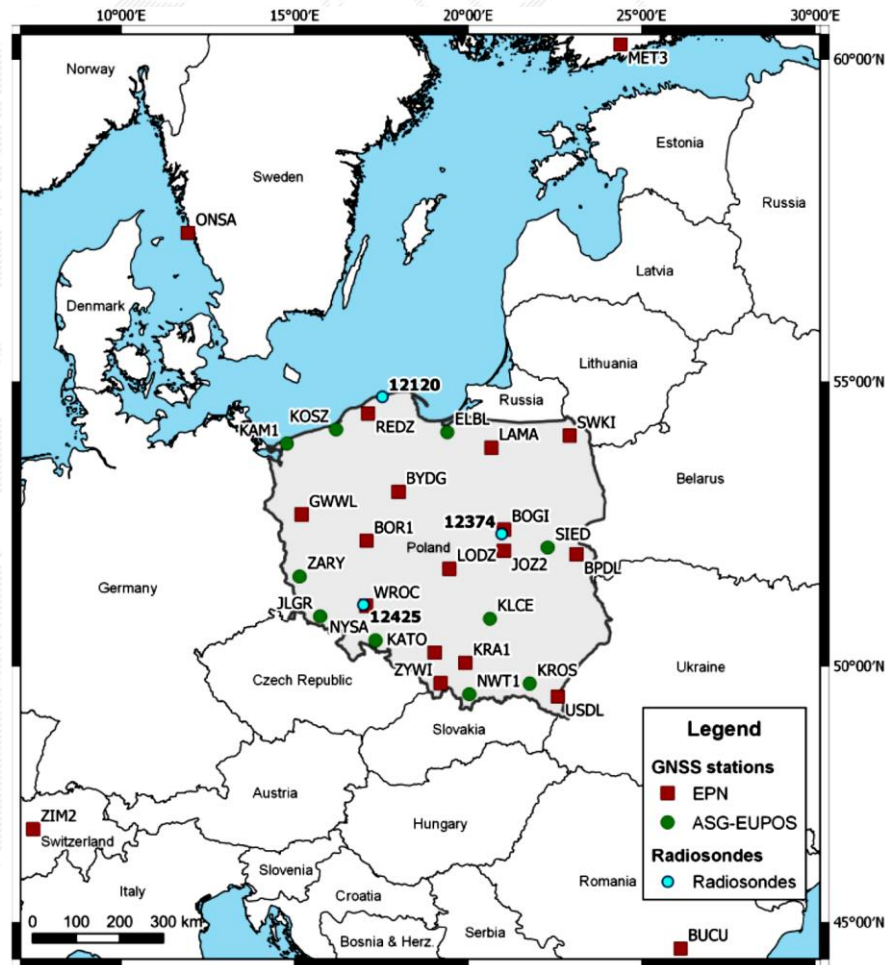 10°00'E 15°00'E 20°00'E 25°00'E 30°00'E
60°00'N
MET3
Norway
Estonia
Sweden
Russia
ONSA
Latvia
Denmark
Lithuania
55°00'N
12120
Russia
KOSZ
REDZ
ELBL
SWKI
KAM1
LAMA
BYDG
Belarus
GWWL
BOGI
12374
BOR1
SIED
Poland
LODZ
JOZ2
BPDL
ZARY
Germany
WROC
JLGR
12425
KLCE
NYSA
KATO
KRA1
50°00'N
ZYWI
KROS
Ukraine
Czech Republic
NWT1
USDL
Slovakia
Legend
GNSS stations
EPN
ASG-EUPOS
Radiosondes
Radiosondes
Austria
ZIM2
Hungary
Switzerland
Slovenia
Romania
Italy
Croatia
0 100 200 300 km
45°00'N
Serbia
BUCU
Bosnia & Herz.